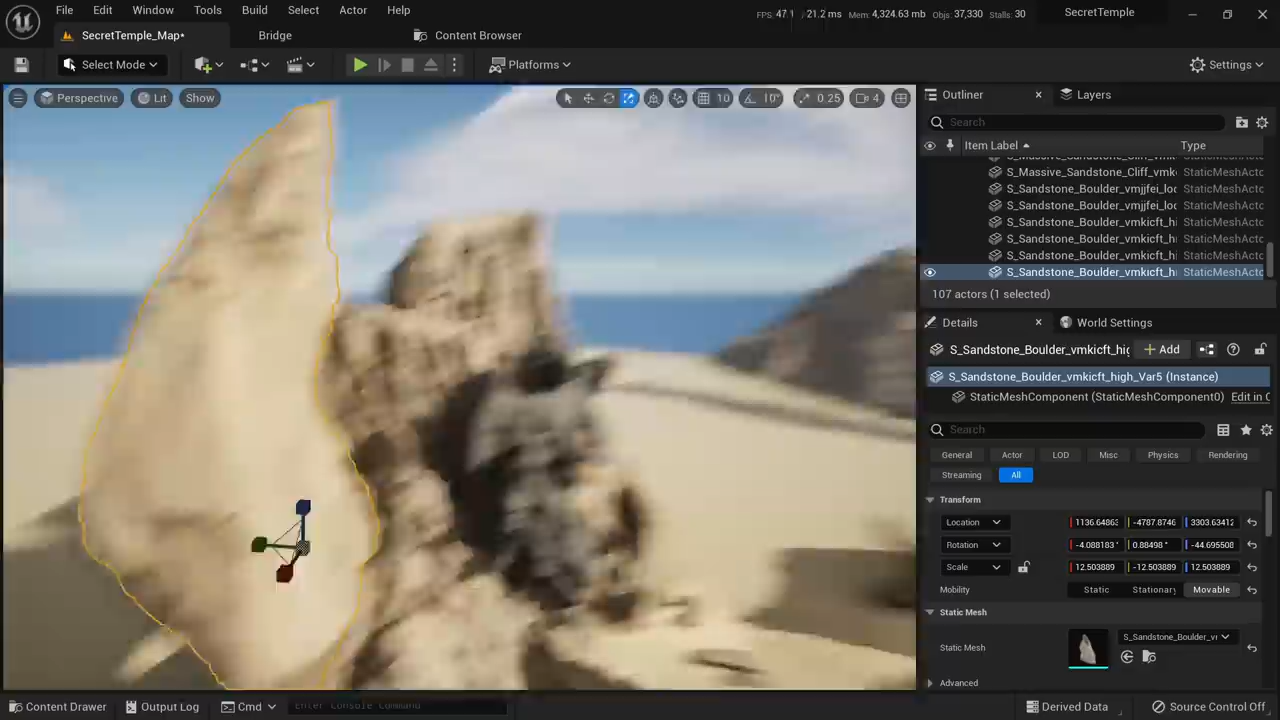 File Edit Window Tools Build Select Actor Help
FPS: 47.1 / 21.2 ms Mem: 4,324.63 mb Objs: 37,330 Stalls: 30
SecretTemple
SecretTemple_Map*
Bridge
Content Browser
Select Mode
Platforms
Settings
Perspective
Lit
Show
10
10°
0.25
4
Outliner
Layers
Search
Item Label
Type
S_Massive_Sandstone_Cliff_vmk StaticMeshActo
S_Massive_Sandstone_Cliff_vmk StaticMeshActo
S_Sandstone_Boulder_vmjjfei_lo StaticMeshActo
S_Sandstone_Boulder_vmjjfei_lo StaticMeshActo
S_Sandstone_Boulder_vmkicft_hi StaticMeshActo
S_Sandstone_Boulder_vmkicft_hi StaticMeshActo
S_Sandstone_Boulder_vmkicft_hi StaticMeshActo
S_Sandstone_Boulder_vmkicft_hi StaticMeshActo
107 actors (1 selected)
Details
World Settings
S_Sandstone_Boulder_vmkicft_hig
Add
S_Sandstone_Boulder_vmkicft_high_Var5 (Instance)
StaticMeshComponent (StaticMeshComponent0) Edit in C
Search
General Actor LOD Misc Physics Rendering
Streaming All
Transform
Location 1136.6486 -4787.8746 3303.63412
Rotation -4.088183° 0.88498° -44.695508
Scale 12.503889 -12.503889 12.503889
Mobility Static Stationary Movable
Static Mesh
Static Mesh S_Sandstone_Boulder_v
Advanced
Content Drawer
Output Log
Cmd
Enter Console Command
Derived Data
Source Control Off